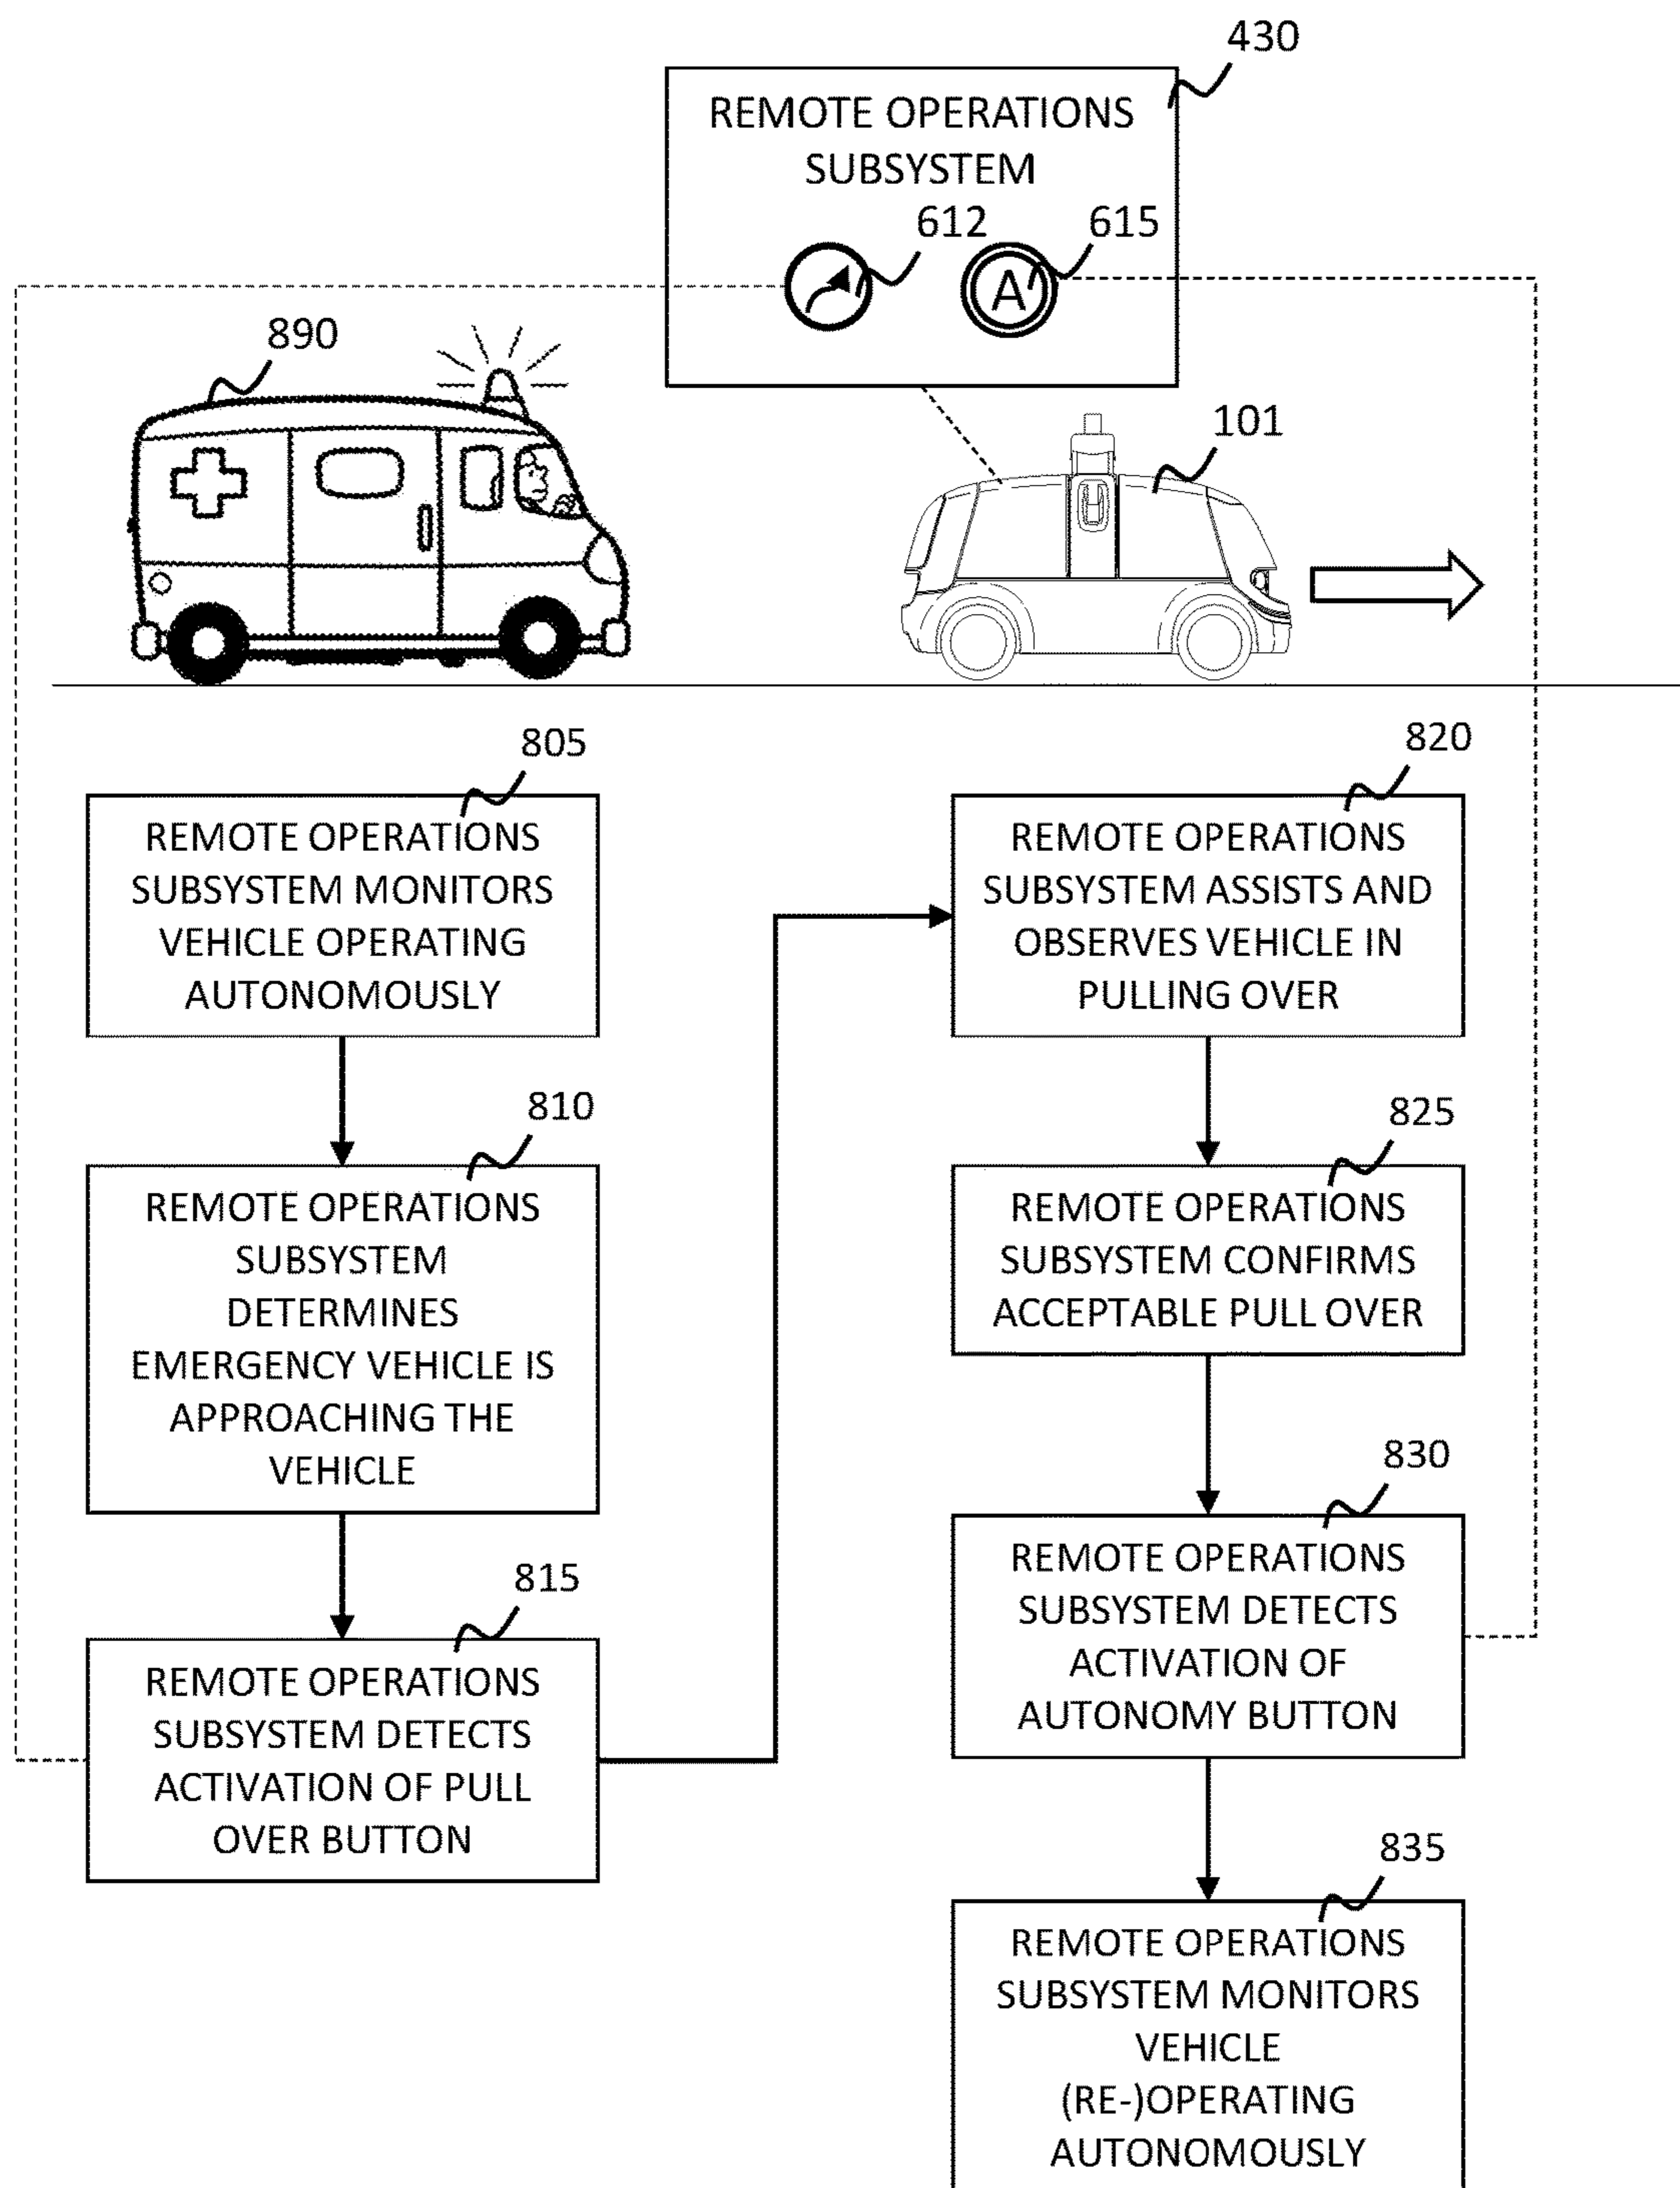 430
REMOTE OPERATIONS
SUBSYSTEM
612
615
A
890
101
805
REMOTE OPERATIONS
SUBSYSTEM MONITORS
VEHICLE OPERATING
AUTONOMOUSLY
810
REMOTE OPERATIONS
SUBSYSTEM
DETERMINES
EMERGENCY VEHICLE IS
APPROACHING THE
VEHICLE
815
REMOTE OPERATIONS
SUBSYSTEM DETECTS
ACTIVATION OF PULL
OVER BUTTON
820
REMOTE OPERATIONS
SUBSYSTEM ASSISTS AND
OBSERVES VEHICLE IN
PULLING OVER
825
REMOTE OPERATIONS
SUBSYSTEM CONFIRMS
ACCEPTABLE PULL OVER
830
REMOTE OPERATIONS
SUBSYSTEM DETECTS
ACTIVATION OF
AUTONOMY BUTTON
835
REMOTE OPERATIONS
SUBSYSTEM MONITORS
VEHICLE
(RE-)OPERATING
AUTONOMOUSLY